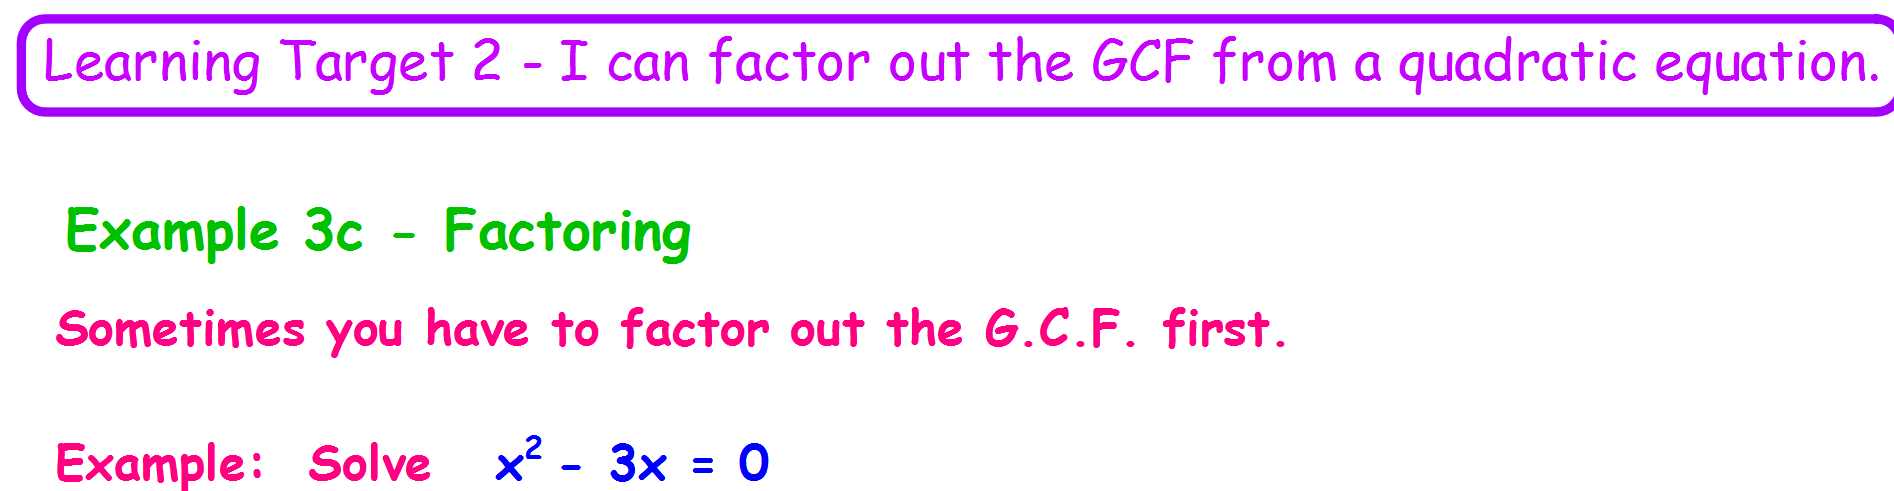 Learning Target 2 - I can factor out the GCF from a quadratic equation.
Example 3c - Factoring
Sometimes you have to factor out the G.C.F. first.
Example: Solve x² - 3x = 0